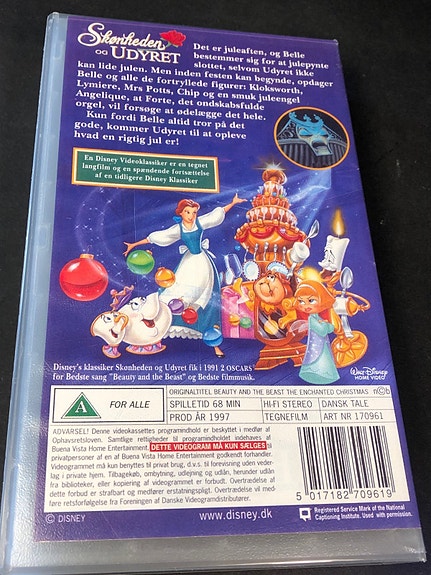 Skønheden
OG UDYRET
Det er juleaften, og Belle
bestemmer sig for at julepynte
slottet, selvom Udyret ikke
kan lide julen. Men inden festen kan begynde, opdager
Belle og alle de fortryllede figurer: Kloksworth,
Lymiere, Mrs Potts, Chip og en smuk juleengel
Angelique, at Forte, det ondskabsfulde
orgel, vil forsøge at ødelægge det hele.
Kun fordi Belle altid tror på det
gode, kommer Udyret til at opleve
hvad en rigtig jul er!
En Disney Videoklassiker er en tegnet
langfilm og en spændende fortsættelse
af en tidligere Disney Klassiker
Disney's klassiker Skønheden og Udyret fik i 1991 2 OSCARS
for Bedste sang "Beauty and the Beast" og Bedste filmmusik.
Walt Disney
HOME VIDEO
A
FOR ALLE
ORIGINALTITEL BEAUTY AND THE BEAST THE ENCHANTED CHRISTMAS n©b
SPILLETID 68 MIN
HI-FI STEREO
DANSK TALE
PROD ÅR 1997
TEGNEFILM
ART NR 170961
ADVARSEL! Denne videokassettes programindhold er beskyttet i medfør af
Ophavsretsloven. Samtlige rettigheder til programindholdet indehaves af
Buena Vista Home Entertainment. DETTE VIDEOGRAM MÅ KUN SÆLGES til
privatpersoner af en af Buena Vista Home Entertainment godkendt forhandler.
Videogrammet må kun benyttes til privat brug, d.v.s. til forevisning uden veder-
lag i private hjem. Tilbagekøb, ombytning, udlejning og udlån, herunder udlån
fra biblioteker, eller kopiering af videogrammet er forbudt. Overtrædelse af
dette forbud er strafbart og medfører erstatningspligt. Overtrædelse vil med-
føre retsforfølgelse fra Foreningen af Danske Videogramdistributører.
5 017182 709619
© DISNEY
www.disney.dk
Registered Service Mark of the National
Captioning Institute. Used with permission.